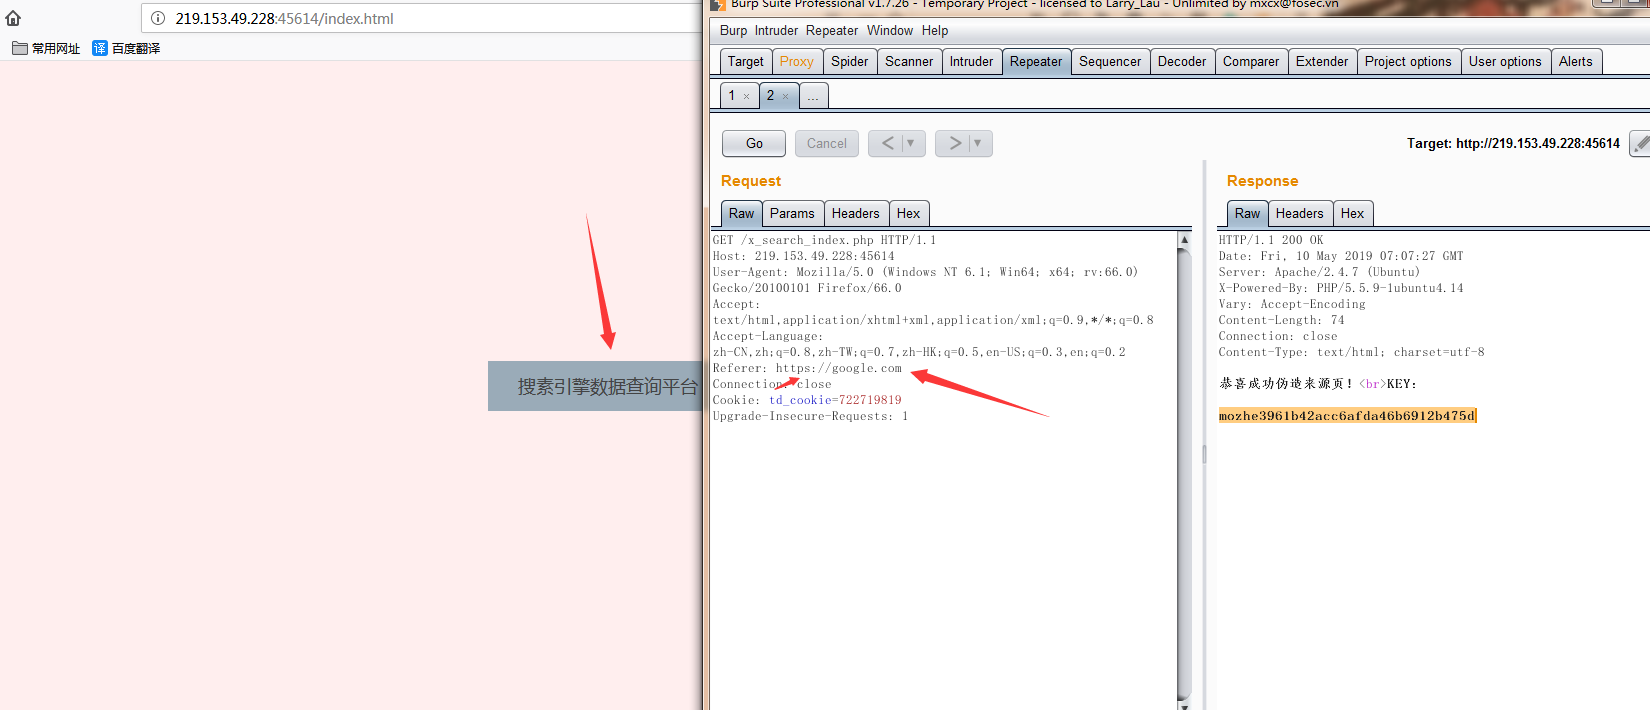 219.153.49.228:45614/index.html
常用网址 译 百度翻译
搜素引擎数据查询平台
Burp Suite Professional v1.7.26 - Temporary Project - licensed to Larry_Lau - Unlimited by mxcx@fosec.vn
Burp Intruder Repeater Window Help
Target Proxy Spider Scanner Intruder Repeater Sequencer Decoder Comparer Extender Project options User options Alerts
1 × 2 × ...
Go Cancel < ▼ > ▼ Target: http://219.153.49.228:45614
Request
Raw Params Headers Hex
GET /x_search_index.php HTTP/1.1
Host: 219.153.49.228:45614
User-Agent: Mozilla/5.0 (Windows NT 6.1; Win64; x64; rv:66.0)
Gecko/20100101 Firefox/66.0
Accept:
text/html,application/xhtml+xml,application/xml;q=0.9,*/*;q=0.8
Accept-Language:
zh-CN,zh;q=0.8,zh-TW;q=0.7,zh-HK;q=0.5,en-US;q=0.3,en;q=0.2
Referer: https://google.com
Connection: close
Cookie: td_cookie=722719819
Upgrade-Insecure-Requests: 1
Response
Raw Headers Hex
HTTP/1.1 200 OK
Date: Fri, 10 May 2019 07:07:27 GMT
Server: Apache/2.4.7 (Ubuntu)
X-Powered-By: PHP/5.5.9-1ubuntu4.14
Vary: Accept-Encoding
Content-Length: 74
Connection: close
Content-Type: text/html; charset=utf-8
恭喜成功伪造来源页！<br>KEY:
mozhe3961b42acc6afda46b6912b475d